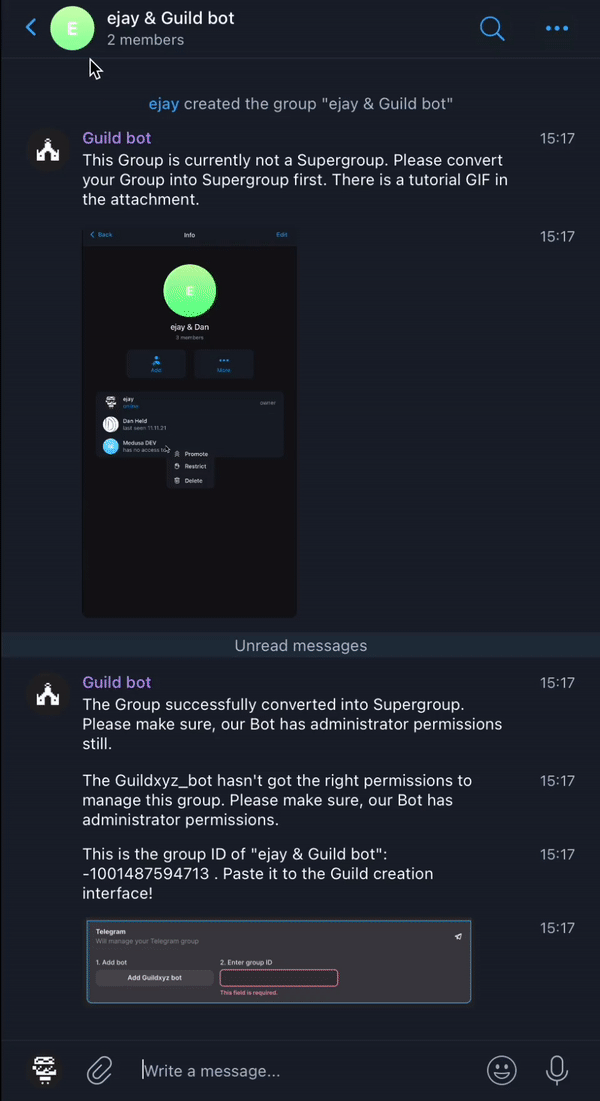 E
ejay & Guild bot
2 members
ejay created the group "ejay & Guild bot"
Guild bot
15:17
This Group is currently not a Supergroup. Please convert
your Group into Supergroup first. There is a tutorial GIF in
the attachment.
15:17
Back
Info
Edit
E
ejay & Dan
3 members
Add
More
ejay
online
owner
Dan Held
last seen 11.11.21
Medusa DEV
has no access to
Promote
Restrict
Delete
Unread messages
Guild bot
15:17
The Group successfully converted into Supergroup.
Please make sure, our Bot has administrator permissions
still.
The Guildxyz_bot hasn't got the right permissions to
15:17
manage this group. Please make sure, our Bot has
administrator permissions.
This is the group ID of "ejay & Guild bot":
15:17
-1001487594713 . Paste it to the Guild creation
interface!
15:17
Telegram
Will manage your Telegram group
1. Add bot
2. Enter group ID
Add Guildxyz bot
This field is required.
Write a message...